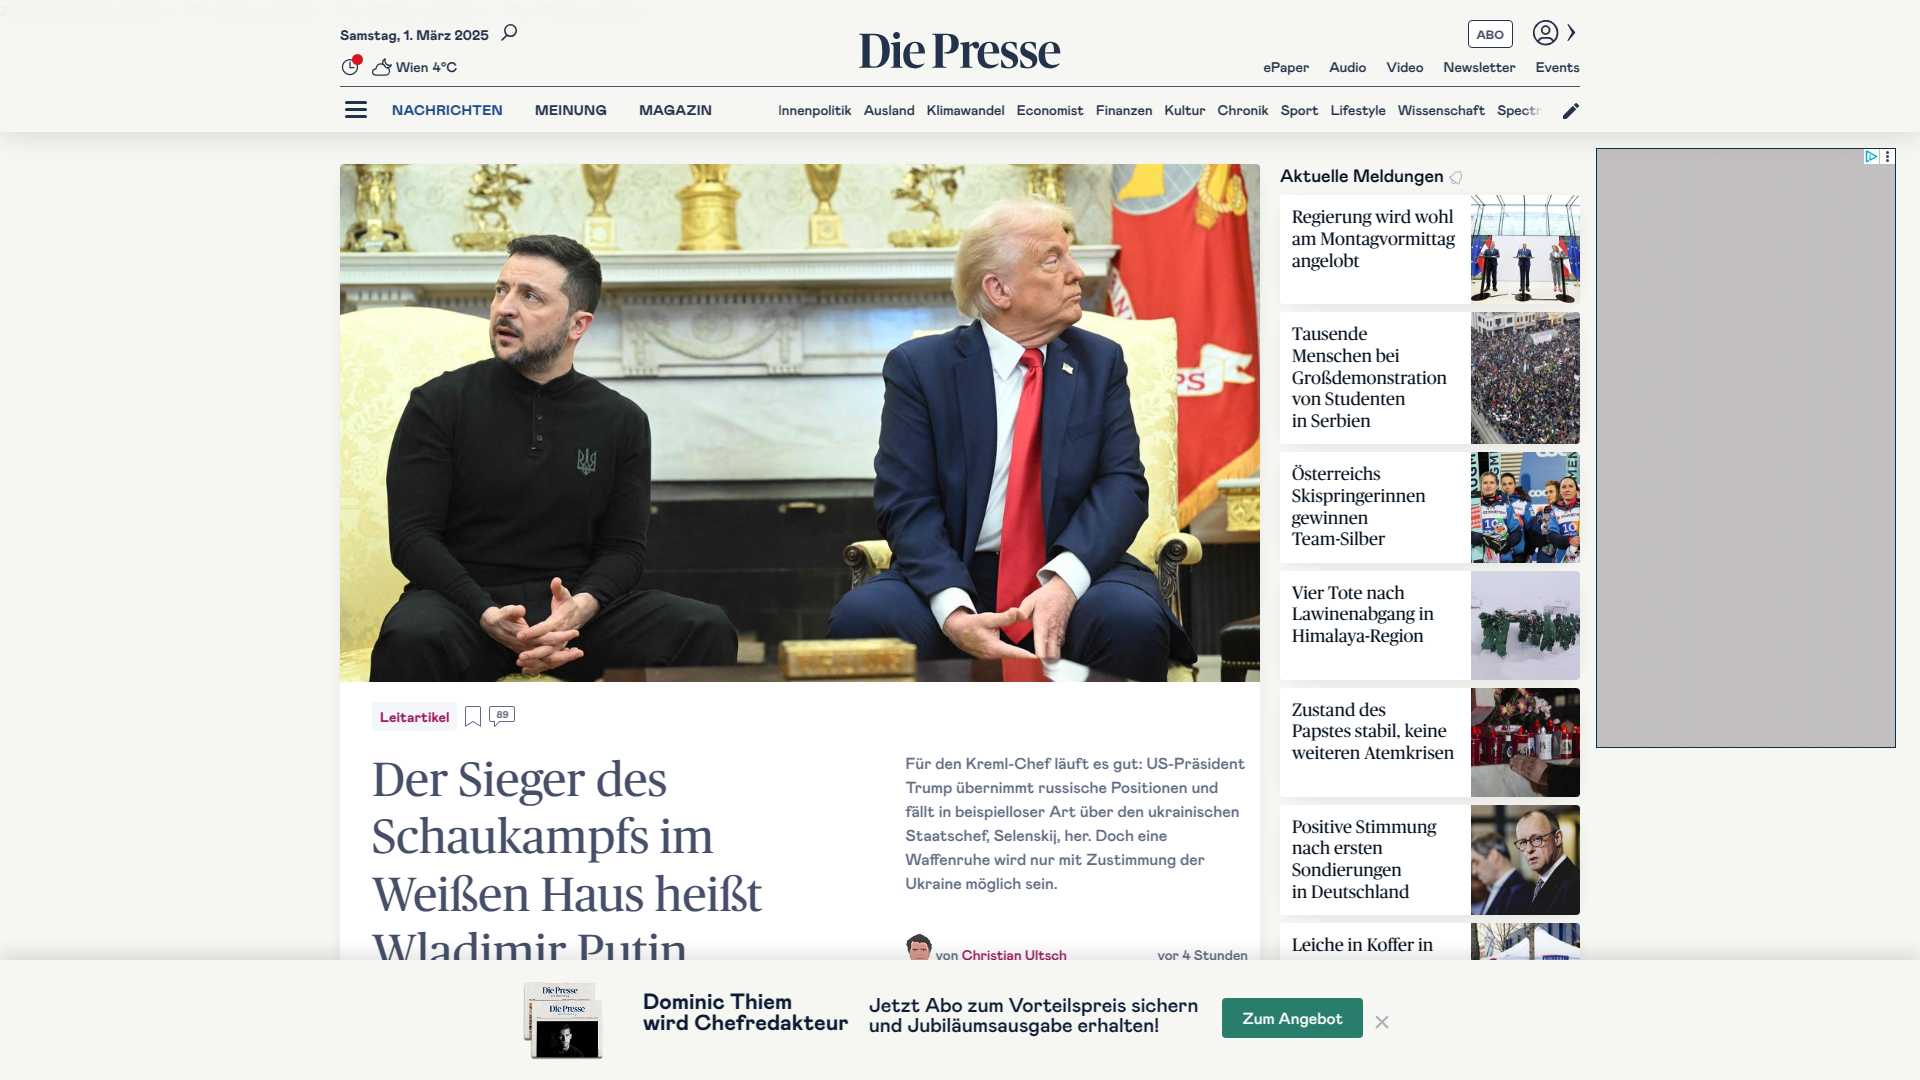 Samstag, 1. März 2025
Wien 4°C
Die Presse
ABO
ePaper Audio Video Newsletter Events
NACHRICHTEN MEINUNG MAGAZIN
Innenpolitik Ausland Klimawandel Economist Finanzen Kultur Chronik Sport Lifestyle Wissenschaft Spectr
Leitartikel
89
Der Sieger des
Schaukampfs im
Weißen Haus heißt
Wladimir Putin
Für den Kreml-Chef läuft es gut: US-Präsident
Trump übernimmt russische Positionen und
fällt in beispielloser Art über den ukrainischen
Staatschef, Selenskij, her. Doch eine
Waffenruhe wird nur mit Zustimmung der
Ukraine möglich sein.
von Christian Ultsch
vor 4 Stunden
Aktuelle Meldungen
Regierung wird wohl
am Montagvormittag
angelobt
Tausende
Menschen bei
Großdemonstration
von Studenten
in Serbien
Österreichs
Skispringerinnen
gewinnen
Team-Silber
Vier Tote nach
Lawinenabgang in
Himalaya-Region
Zustand des
Papstes stabil, keine
weiteren Atemkrisen
Positive Stimmung
nach ersten
Sondierungen
in Deutschland
Leiche in Koffer in
Die Presse
Die Presse
Dominic Thiem
wird Chefredakteur
Jetzt Abo zum Vorteilspreis sichern
und Jubiläumsausgabe erhalten!
Zum Angebot